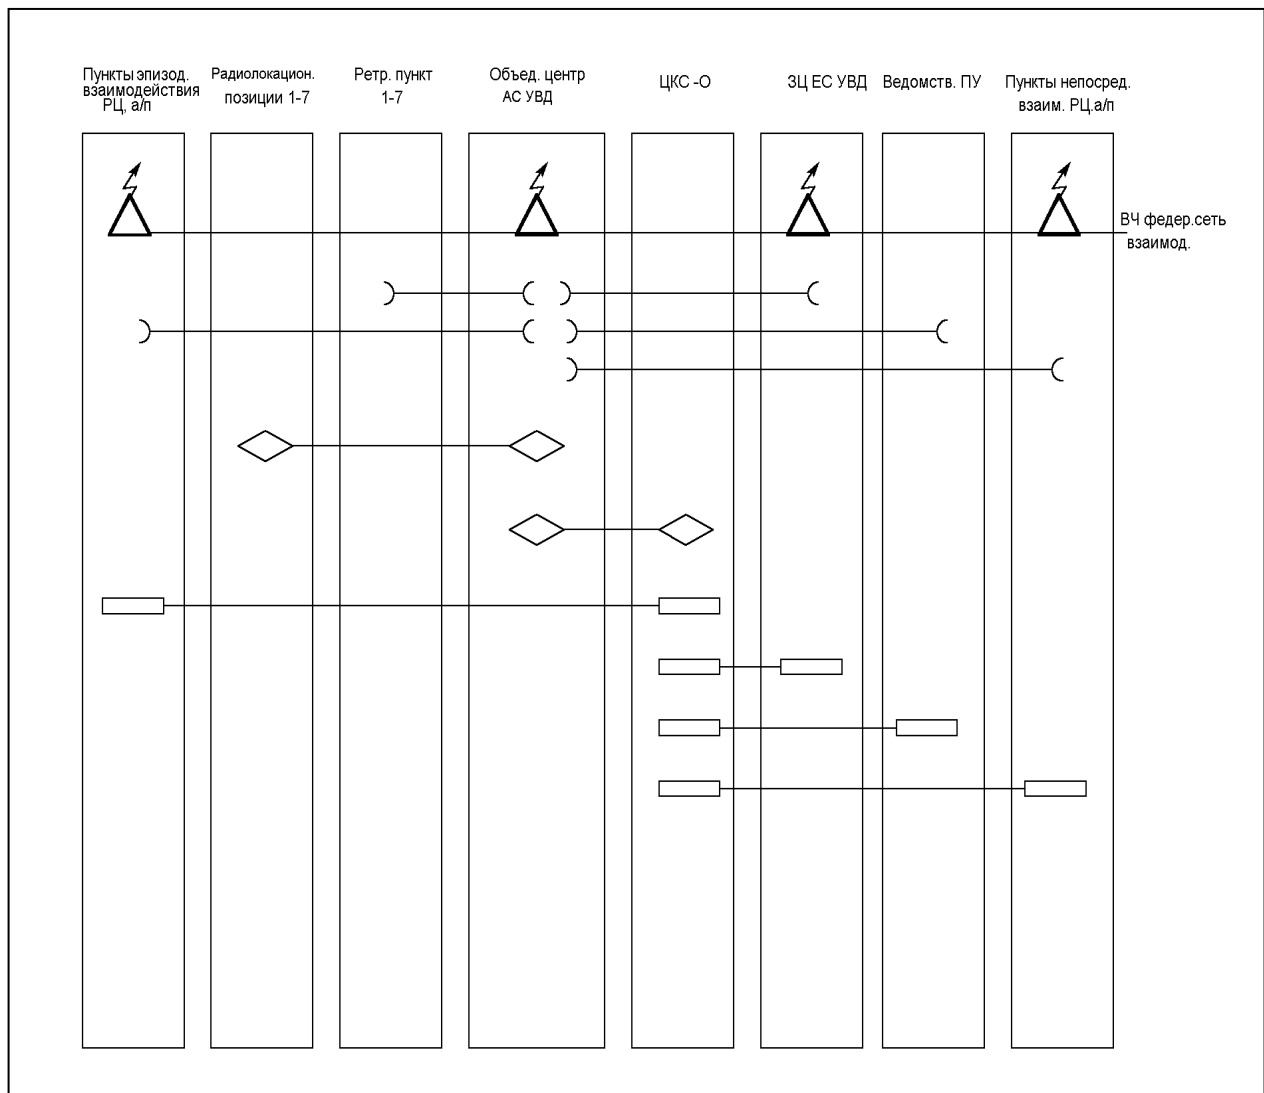 Пункты эпизод.
взаимодействия
РЦ, а/п
Радиолокацион.
позиции 1-7
Ретр. пункт
1-7
Объед. центр
АС УВД
ЦКС -О
ЗЦ ЕС УВД
Ведомств. ПУ
Пункты непосред.
взаим. РЦ.а/п
ВЧ федер.сеть
взаимод.